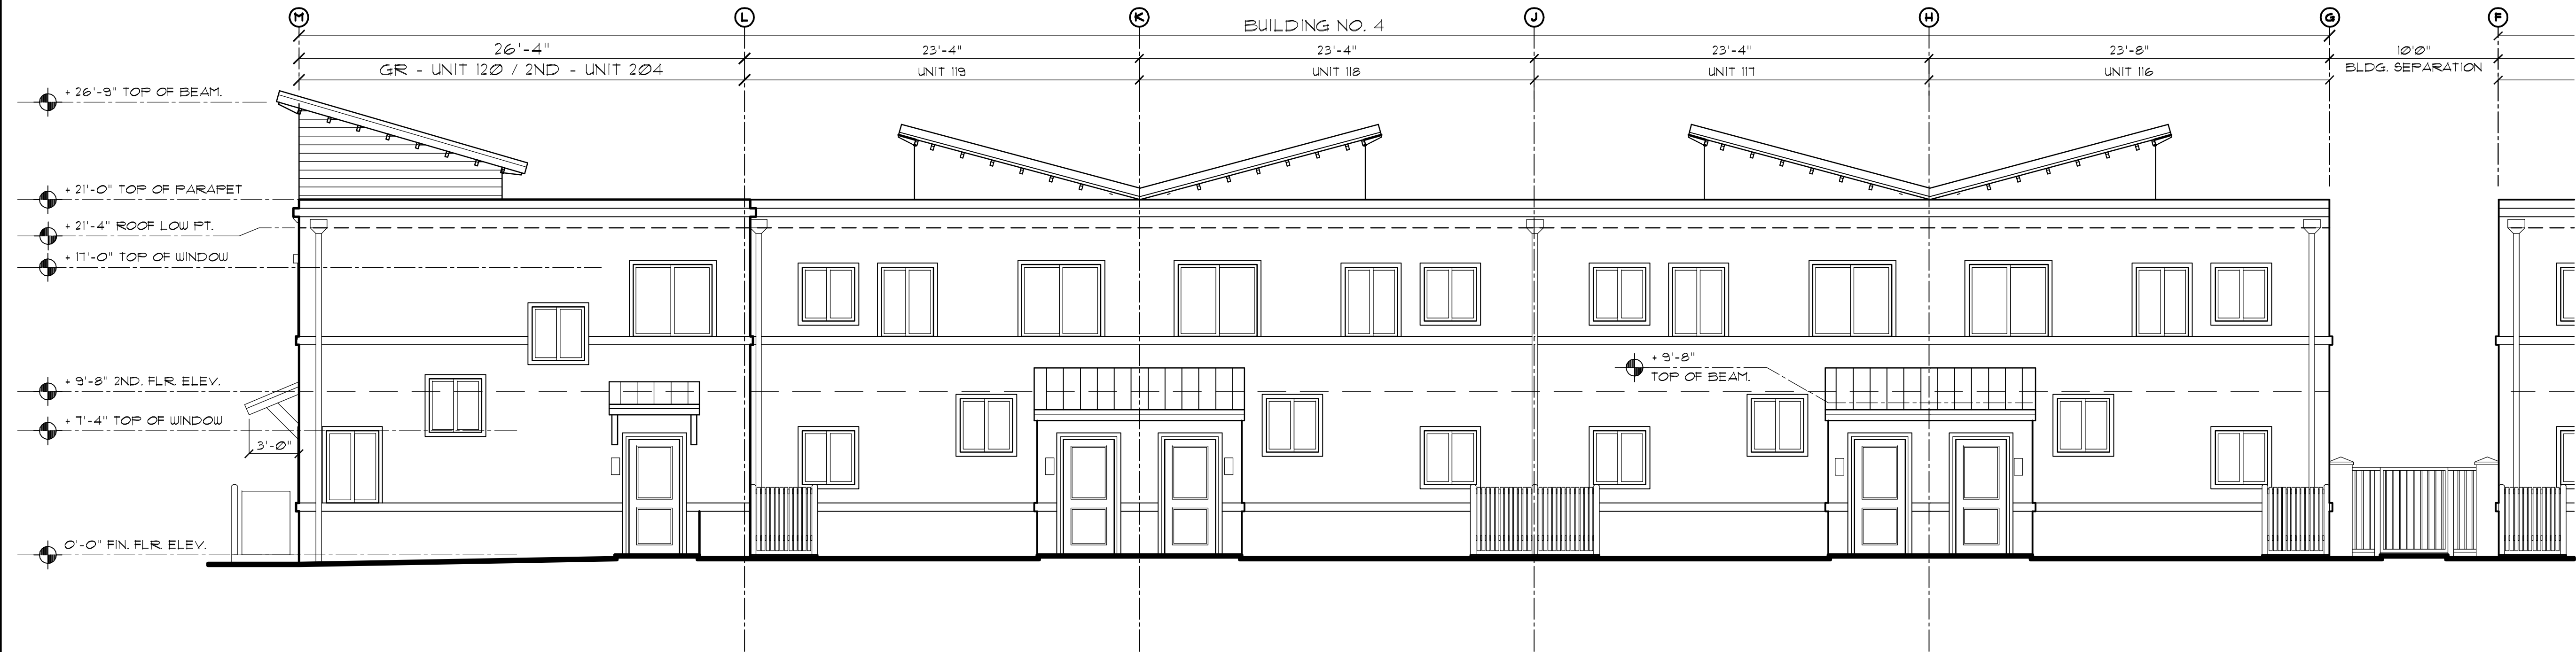 M L K J H G F
BUILDING NO. 4
26'-4" 23'-4" 23'-4" 23'-4" 23'-8" 10'0"
GR - UNIT 120 / 2ND - UNIT 204 UNIT 119 UNIT 118 UNIT 117 UNIT 116 BLDG. SEPARATION
+ 26'-9" TOP OF BEAM.
+ 21'-0" TOP OF PARAPET
+ 21'-4" ROOF LOW PT.
+ 17'-0" TOP OF WINDOW
+ 9'-8"
TOP OF BEAM.
+ 9'-8" 2ND. FLR. ELEV.
+ 7'-4" TOP OF WINDOW
3'-0"
0'-0" FIN. FLR. ELEV.